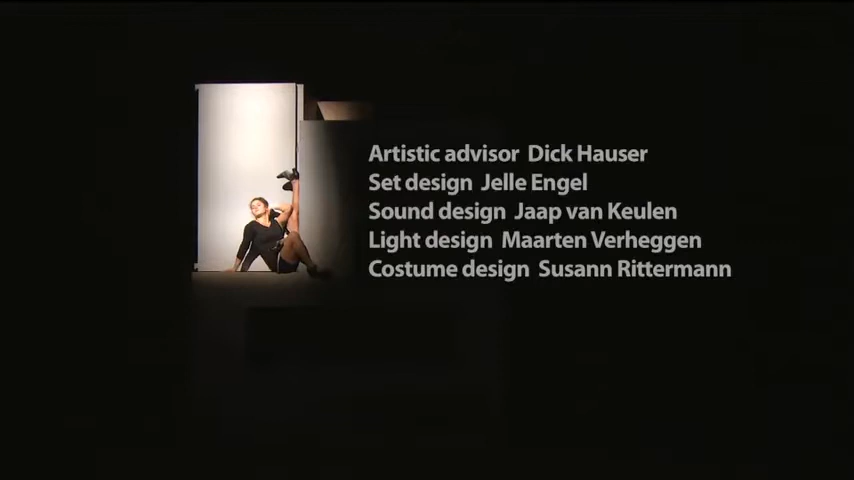 Artistic advisor Dick Hauser
Set design Jelle Engel
Sound design Jaap van Keulen
Light design Maarten Verheggen
Costume design Susann Rittermann